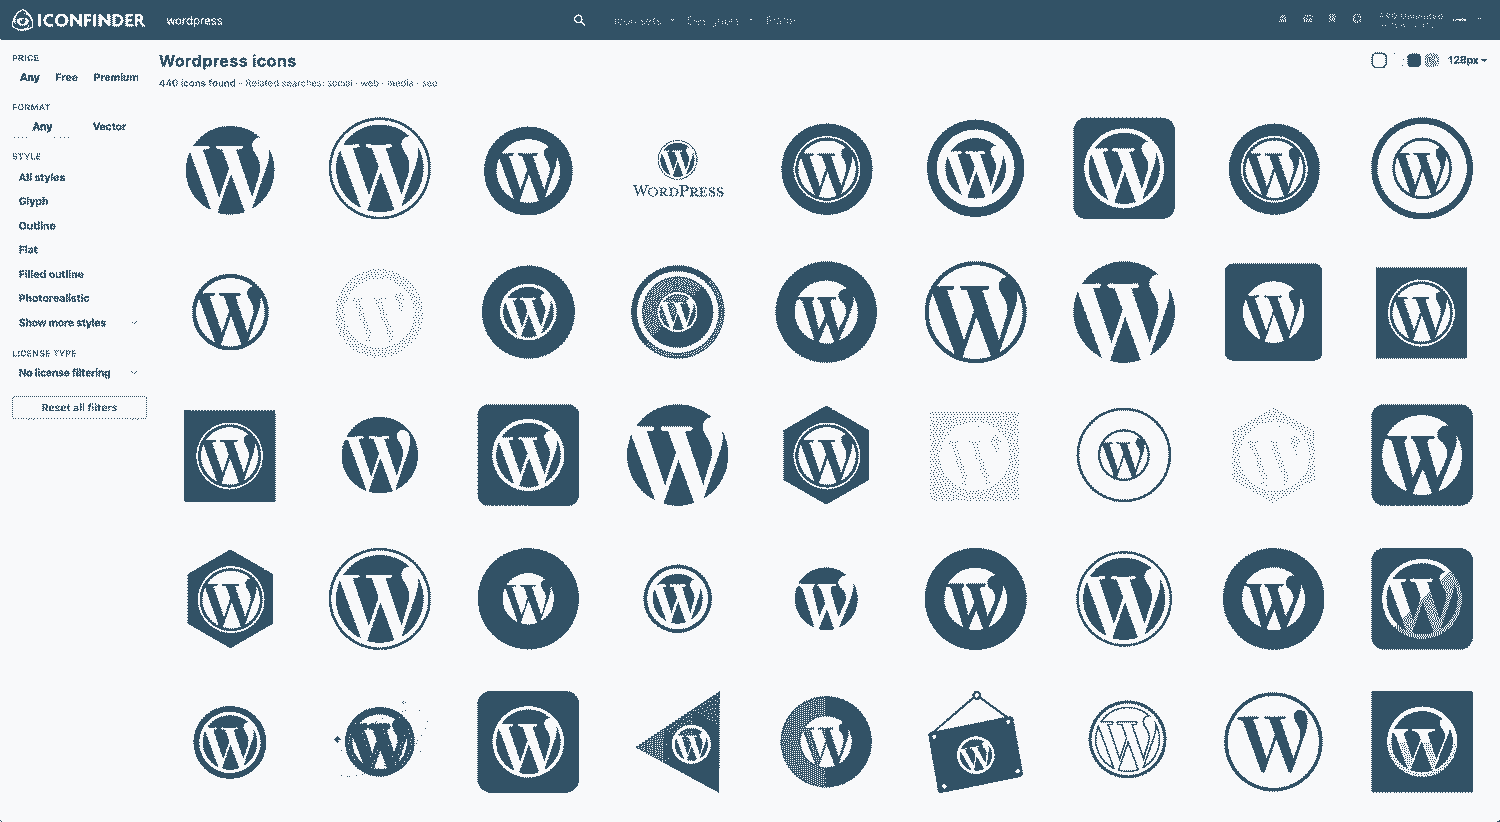 ICONFINDER wordpress Icon sets Designers
PRICE
Any Free Premium
FORMAT
Any Vector
STYLE
All styles
Glyph
Outline
Flat
Filled outline
Photorealistic
Show more styles
LICENSE TYPE
No license filtering
Reset all filters
Wordpress icons
128px
440 icons found - Related searches: social · web · media · seo
WORDPRESS